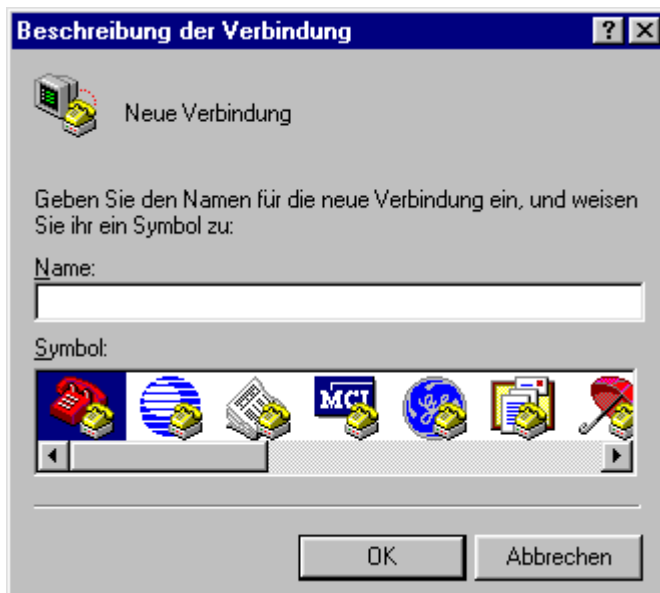 Beschreibung der Verbindung
Neue Verbindung
Geben Sie den Namen für die neue Verbindung ein, und weisen
Sie ihr ein Symbol zu:
Name:
Symbol:
MCI
OK
Abbrechen